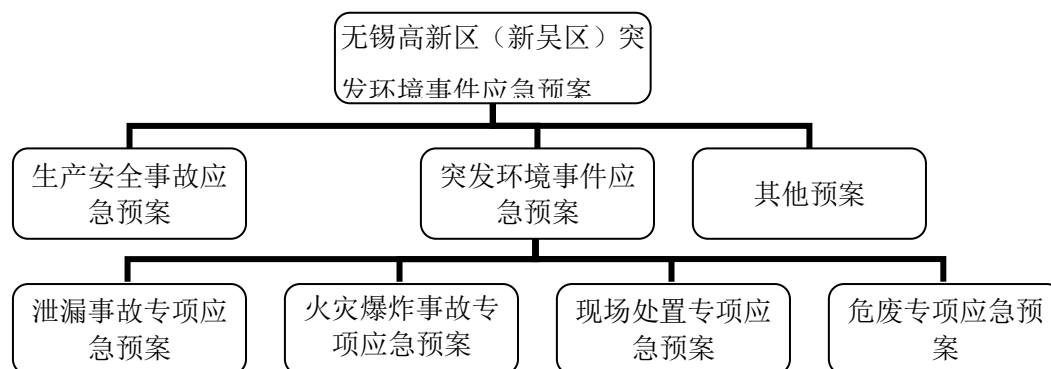 无锡高新区（新吴区）突
发环境事件应急预案
生产安全事故应
急预案
突发环境事件应
急预案
其他预案
泄漏事故专项应
急预案
火灾爆炸事故专
项应急预案
现场处置专项应
急预案
危废专项应急预
案